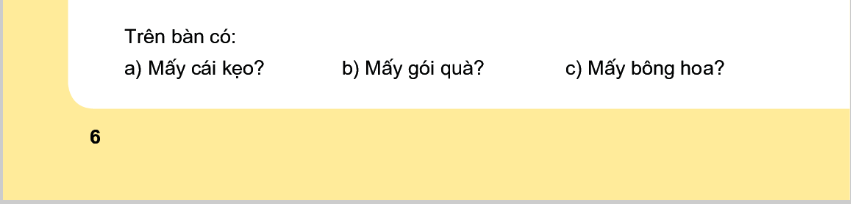 Trên bàn có:
a) Mấy cái kẹo? b) Mấy gói quà? c) Mấy bông hoa?
6